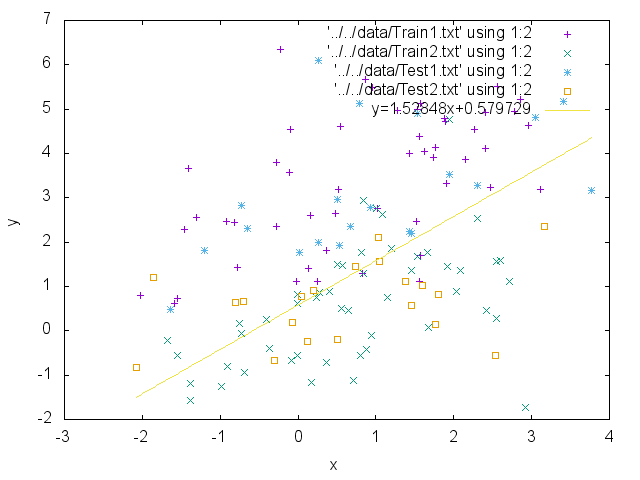 '../../data/Train1.txt' using 1:2
'../../data/Train2.txt' using 1:2
'../../data/Test1.txt' using 1:2
'../../data/Test2.txt' using 1:2
y=1.52848x+0.579729
7
6
5
4
3
2
1
0
-1
-2
y
-3 -2 -1 0 1 2 3 4
x